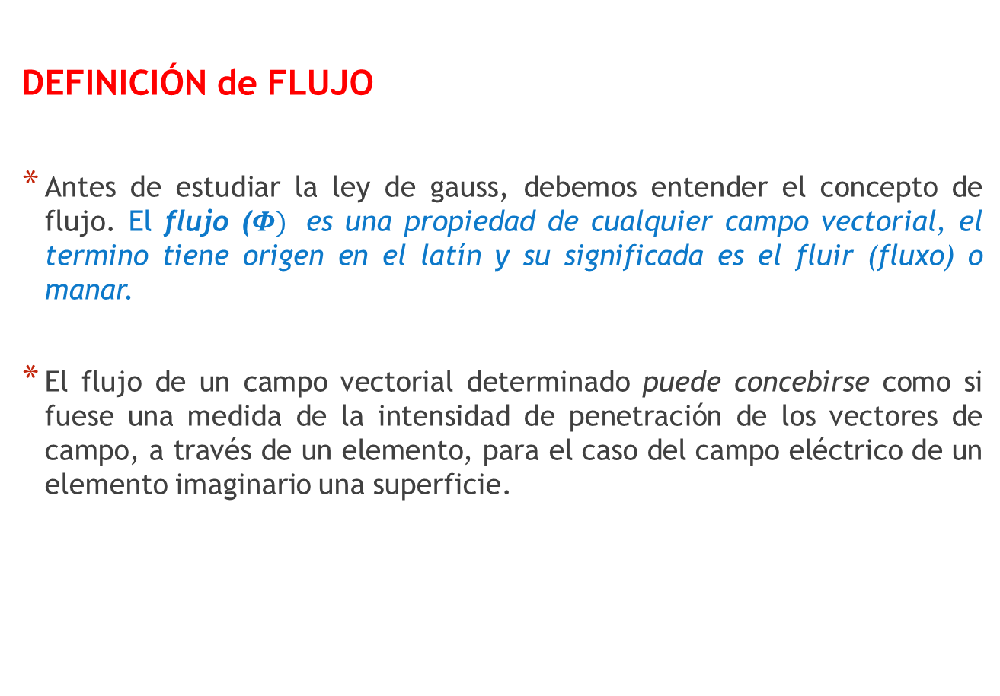 DEFINICIÓN de FLUJO
* Antes de estudiar la ley de gauss, debemos entender el concepto de
flujo. El flujo (Φ) es una propiedad de cualquier campo vectorial, el
termino tiene origen en el latín y su significada es el fluir (fluxo) o
manar.
* El flujo de un campo vectorial determinado puede concebirse como si
fuese una medida de la intensidad de penetración de los vectores de
campo, a través de un elemento, para el caso del campo eléctrico de un
elemento imaginario una superficie.